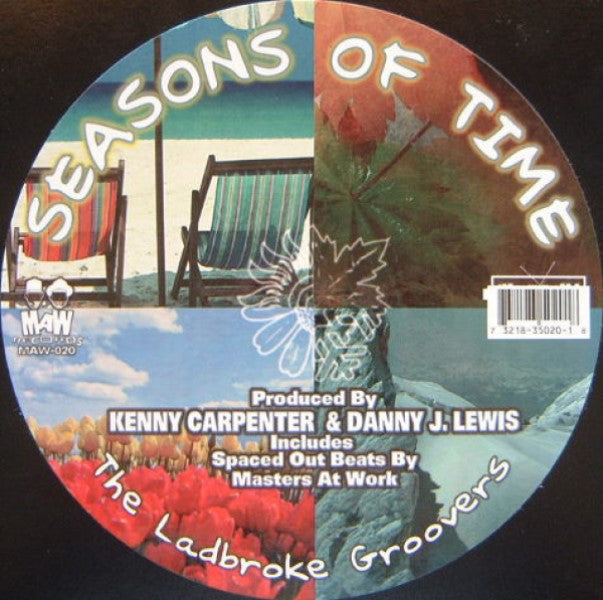 SEASONS OF TIME
MAW
RECORDS
MAW-020
7 3218-35020-1 8
Produced By
KENNY CARPENTER & DANNY J. LEWIS
Includes
Spaced Out Beats By
Masters At Work
The Ladbroke Groovers